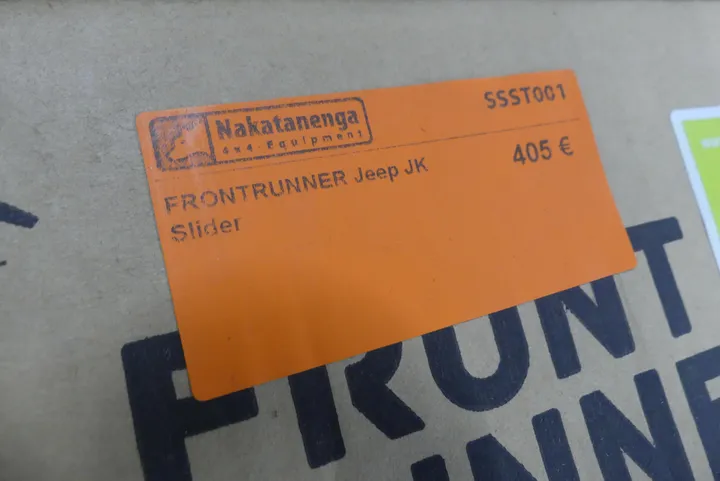 Nakatanenga
4x4 Equipment
SSST001
FRONTRUNNER Jeep JK
405 €
Slider
FRONT